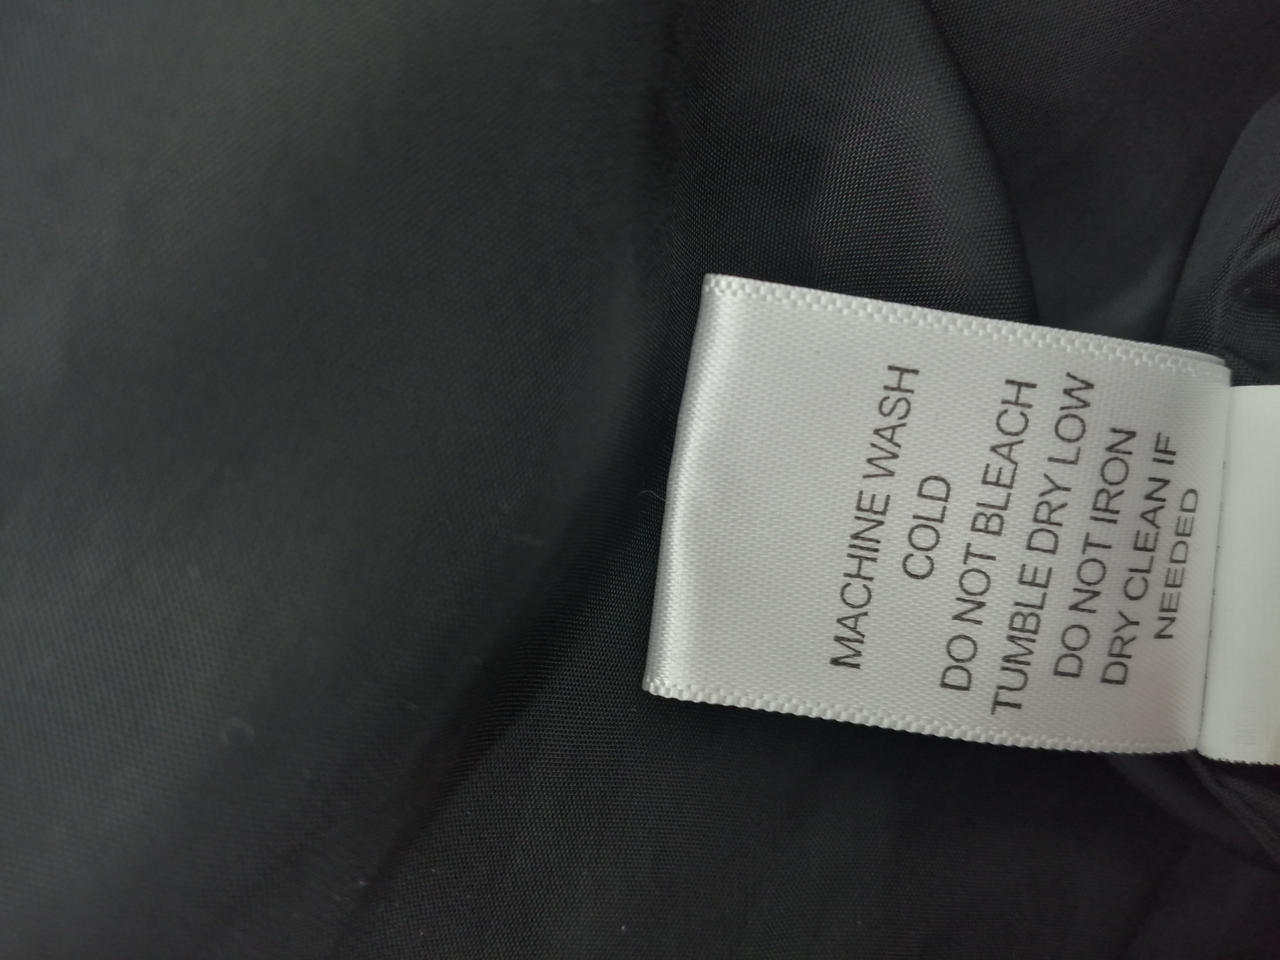 MACHINE WASH
COLD
DO NOT BLEACH
TUMBLE DRY LOW
DO NOT IRON
DRY CLEAN IF
NEEDED